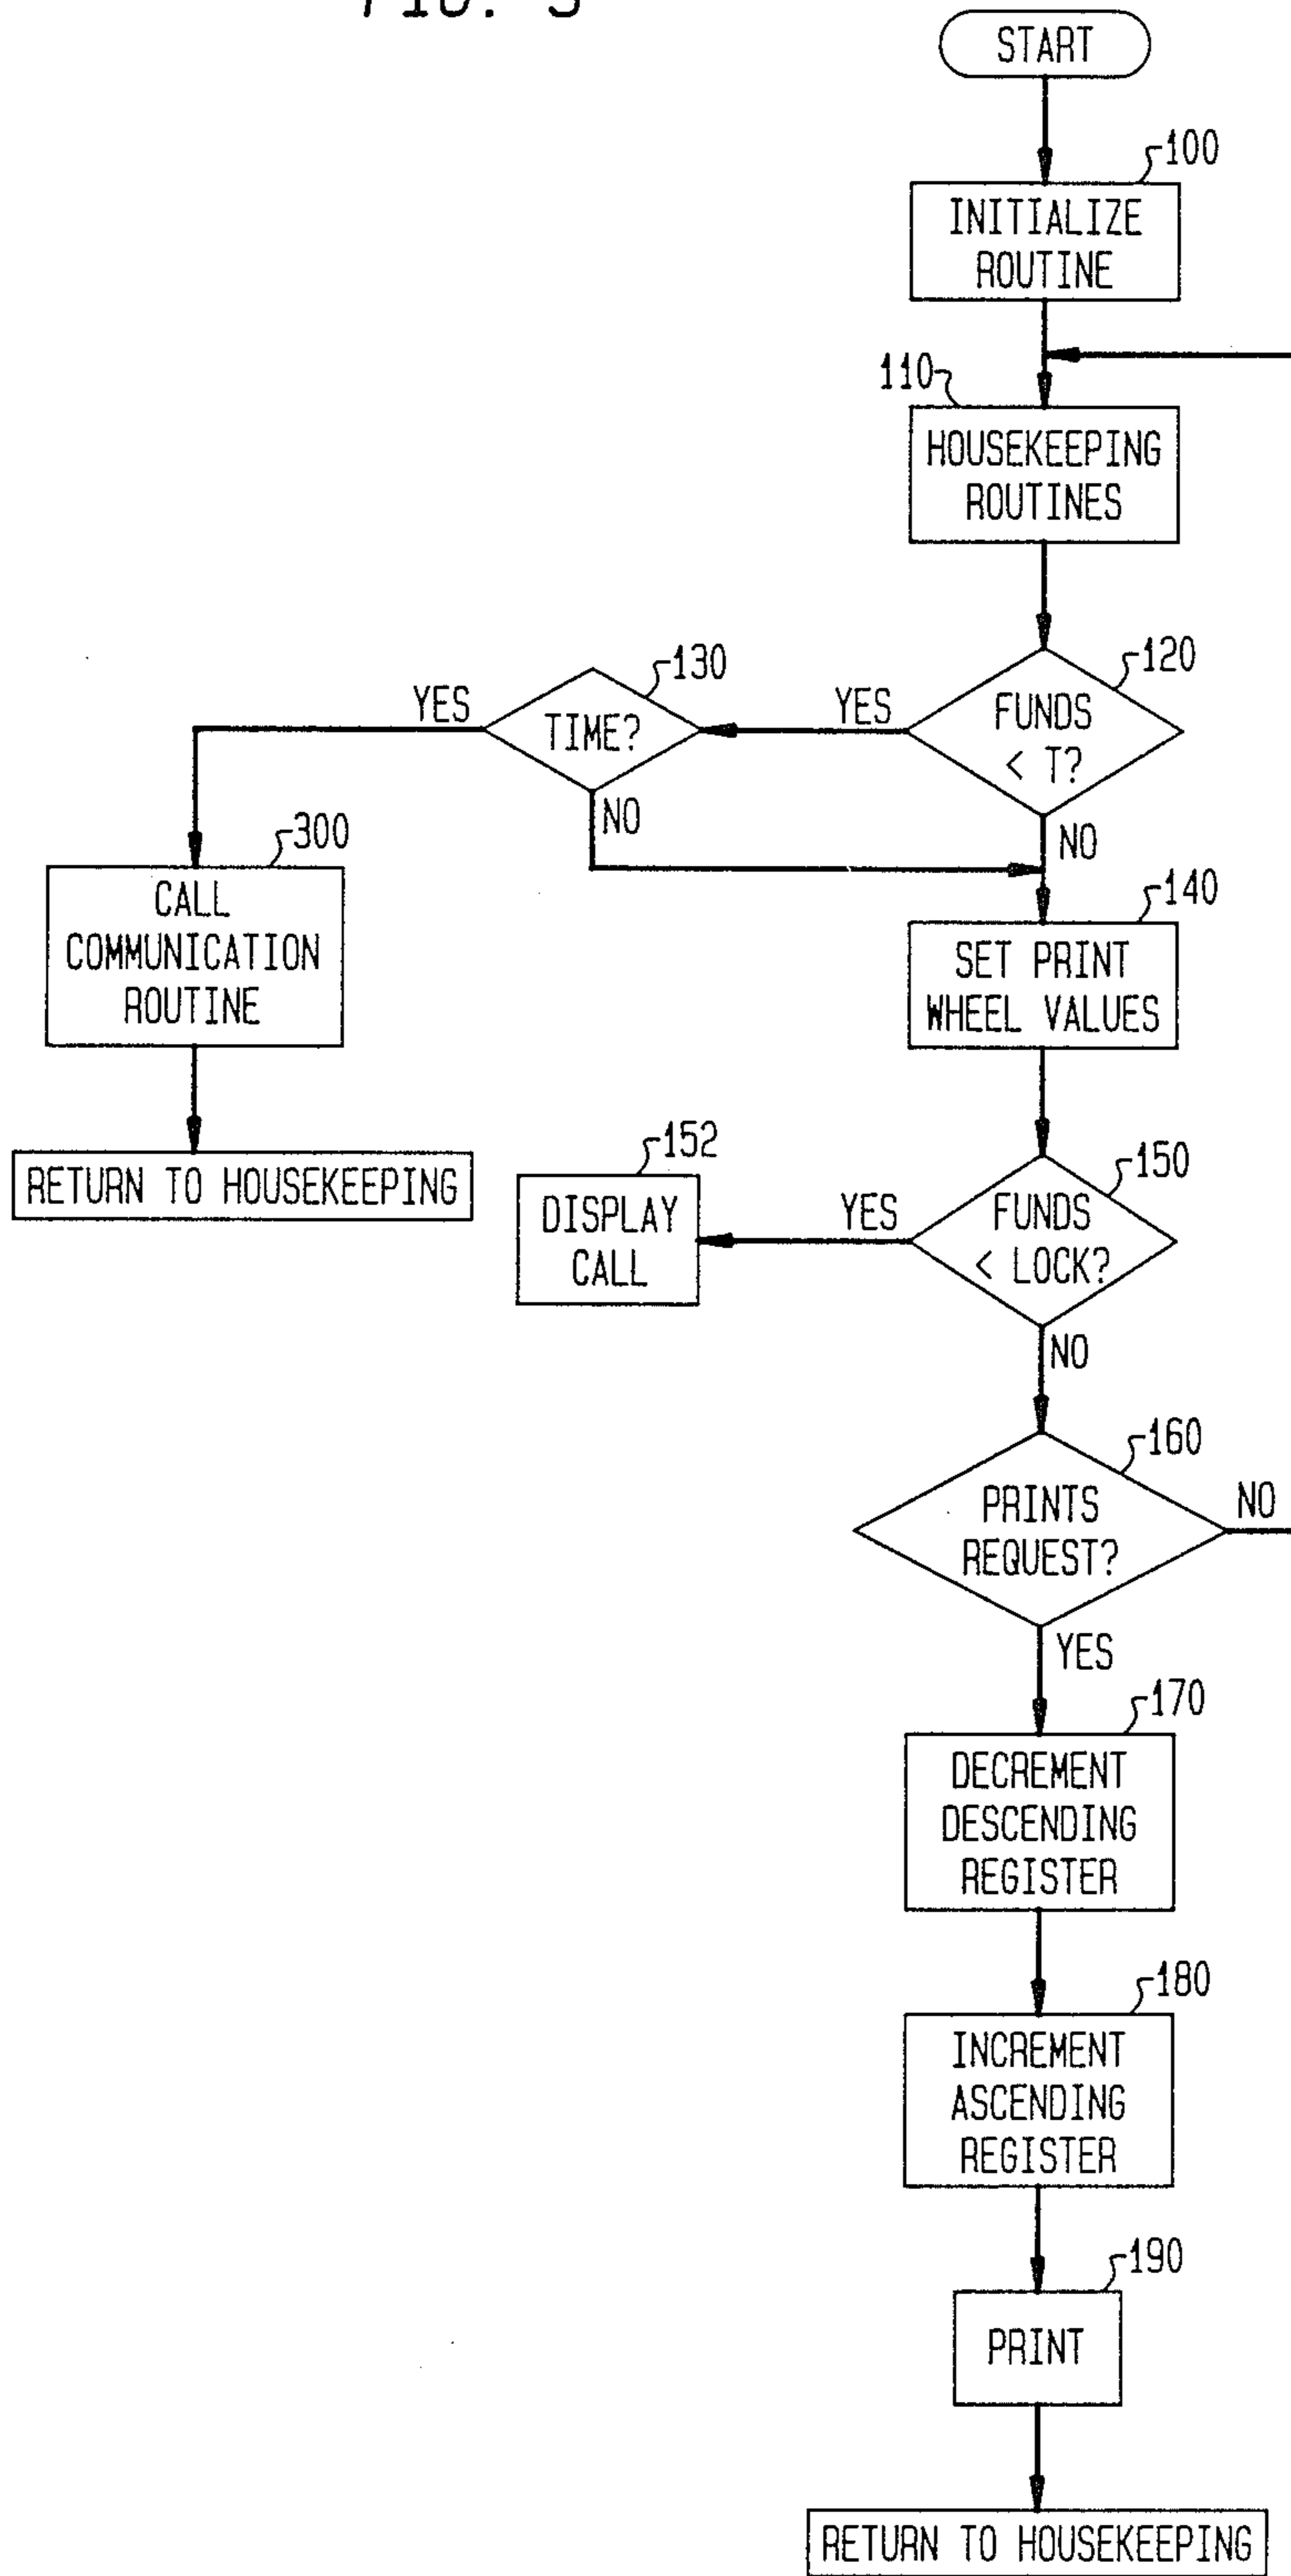 START
100
INITIALIZE
ROUTINE
110
HOUSEKEEPING
ROUTINES
120
FUNDS
< T?
YES
NO
130
TIME?
YES
NO
300
CALL
COMMUNICATION
ROUTINE
RETURN TO HOUSEKEEPING
140
SET PRINT
WHEEL VALUES
150
FUNDS
< LOCK?
YES
NO
152
DISPLAY
CALL
160
PRINTS
REQUEST?
NO
YES
170
DECREMENT
DESCENDING
REGISTER
180
INCREMENT
ASCENDING
REGISTER
190
PRINT
RETURN TO HOUSEKEEPING